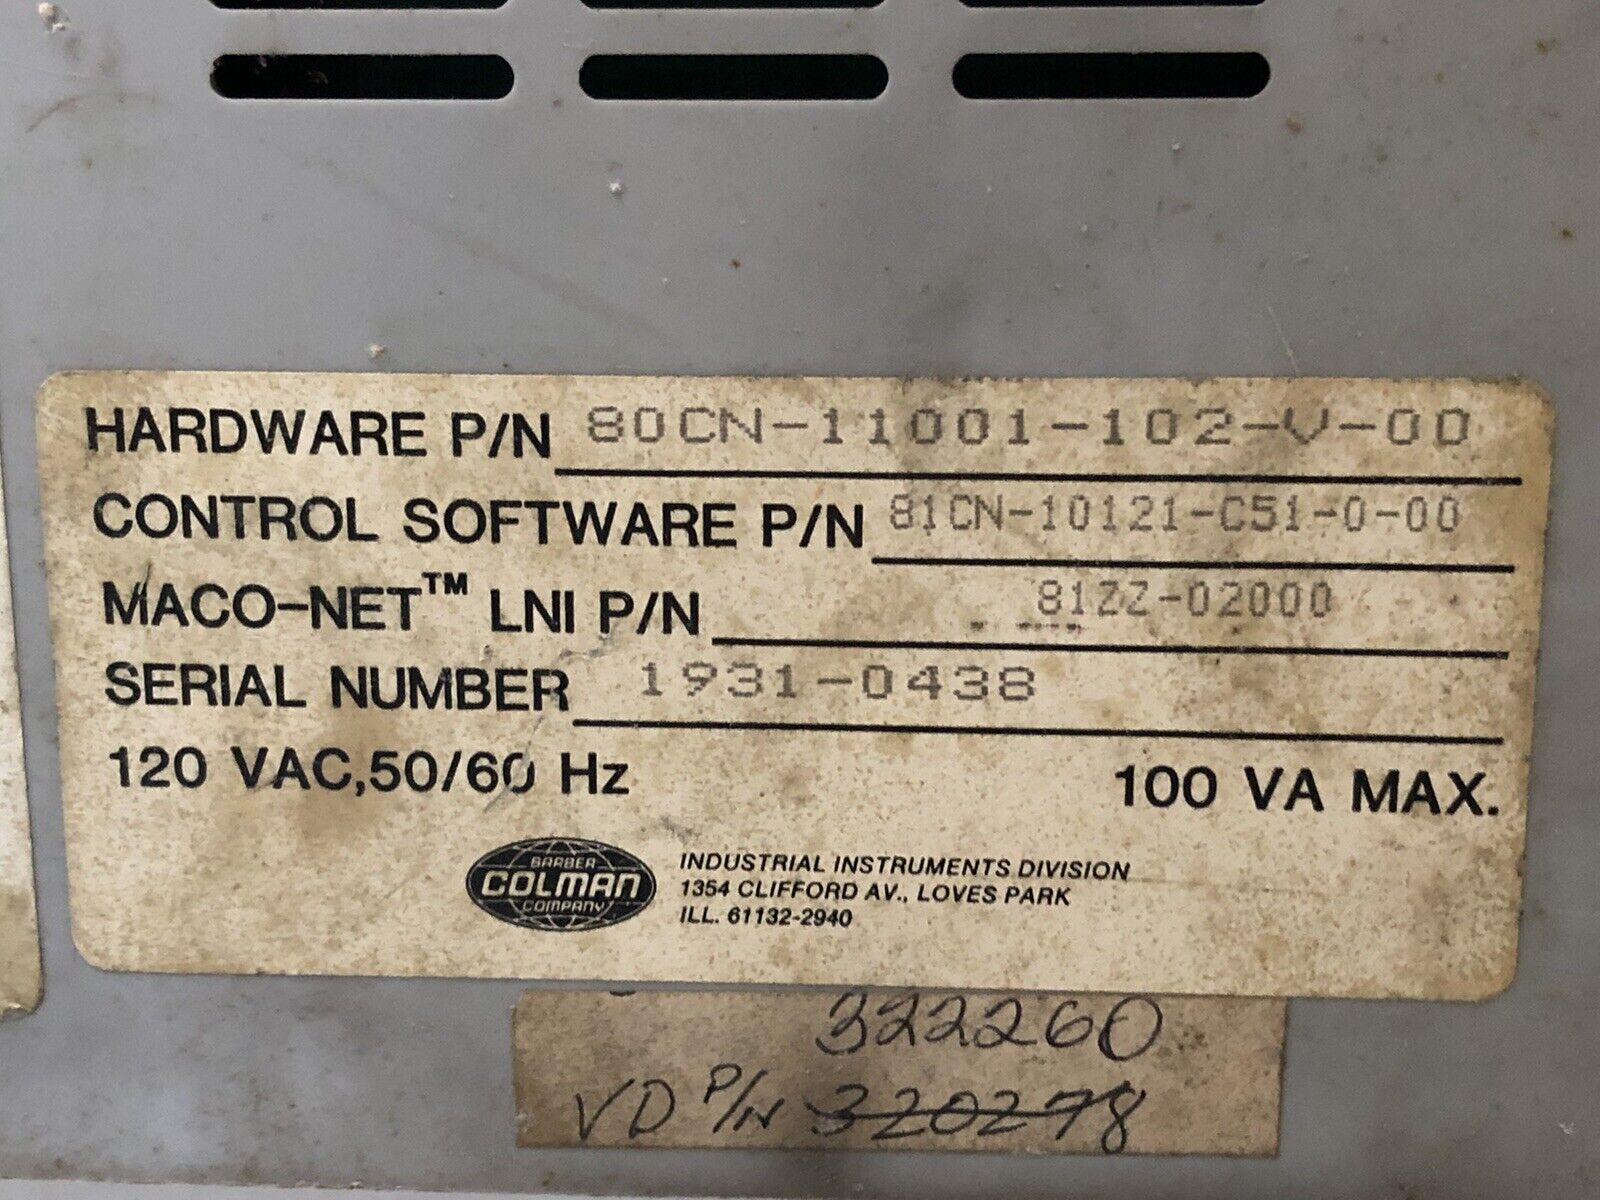 HARDWARE P/N 80CN-11001-102-V-00
CONTROL SOFTWARE P/N 81CN-10121-C51-0-00
MACO-NET™ LNI P/N 81ZZ-02000
SERIAL NUMBER 1931-0438
120 VAC,50/60 Hz 100 VA MAX.
BARBER
COLMAN
COMPANY
INDUSTRIAL INSTRUMENTS DIVISION
1354 CLIFFORD AV., LOVES PARK
ILL. 61132-2940
322260
VD P/N 320278